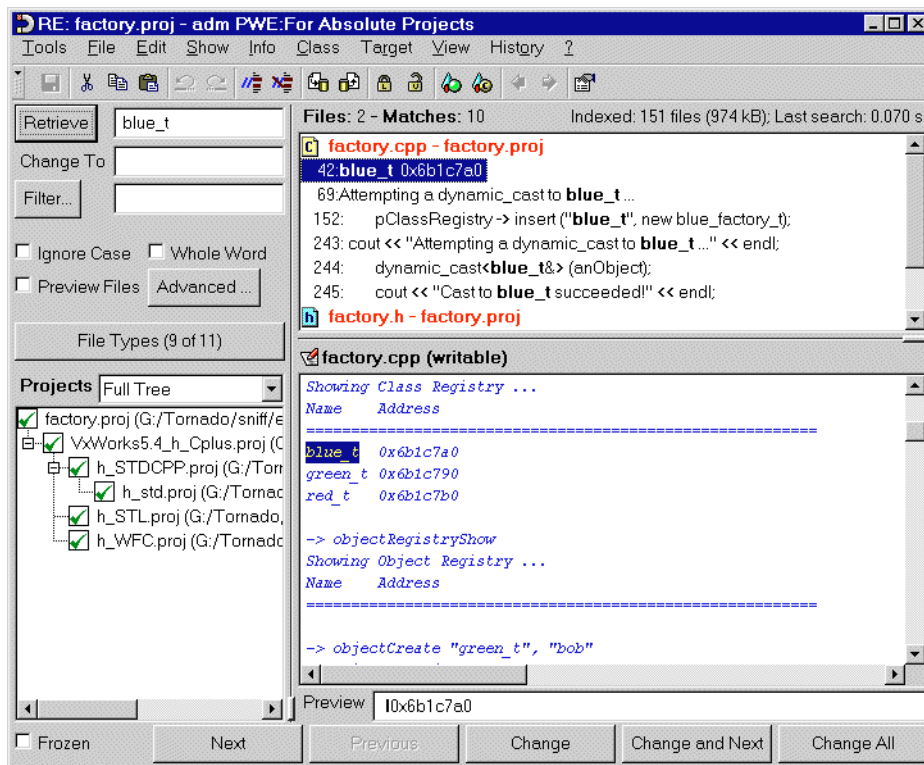 RE: factory.proj - adm PWE:For Absolute Projects
Tools File Edit Show Info Class Target View History ?
Retrieve blue_t
Change To
Filter...
Ignore Case Whole Word
Preview Files Advanced ...
File Types (9 of 11)
Projects Full Tree
factory.proj (G:/Tornado/sniff/e
VxWorks5.4_h_Cplus.proj (
h_STDCPP.proj (G:/Torr
h_std.proj (G:/Tornac
h_STL.proj (G:/Tornado,
h_WFC.proj (G:/Tornadc
Files: 2 - Matches: 10 Indexed: 151 files (974 kB); Last search: 0.070 s
factory.cpp - factory.proj
42:blue_t 0x6b1c7a0
69:Attempting a dynamic_cast to blue_t ...
152: pClassRegistry -> insert ("blue_t", new blue_factory_t);
243: cout << "Attempting a dynamic_cast to blue_t ..." << endl;
244: dynamic_cast<blue_t&> (anObject);
245: cout << "Cast to blue_t succeeded!" << endl;
factory.h - factory.proj
factory.cpp (writable)
Showing Class Registry ...
Name Address
=========================================================
blue_t 0x6b1c7a0
green_t 0x6b1c790
red_t 0x6b1c7b0
-> objectRegistryShow
Showing Object Registry ...
Name Address
=========================================================
-> objectCreate "green_t", "bob"
Preview 0x6b1c7a0
Frozen Next Previous Change Change and Next Change All